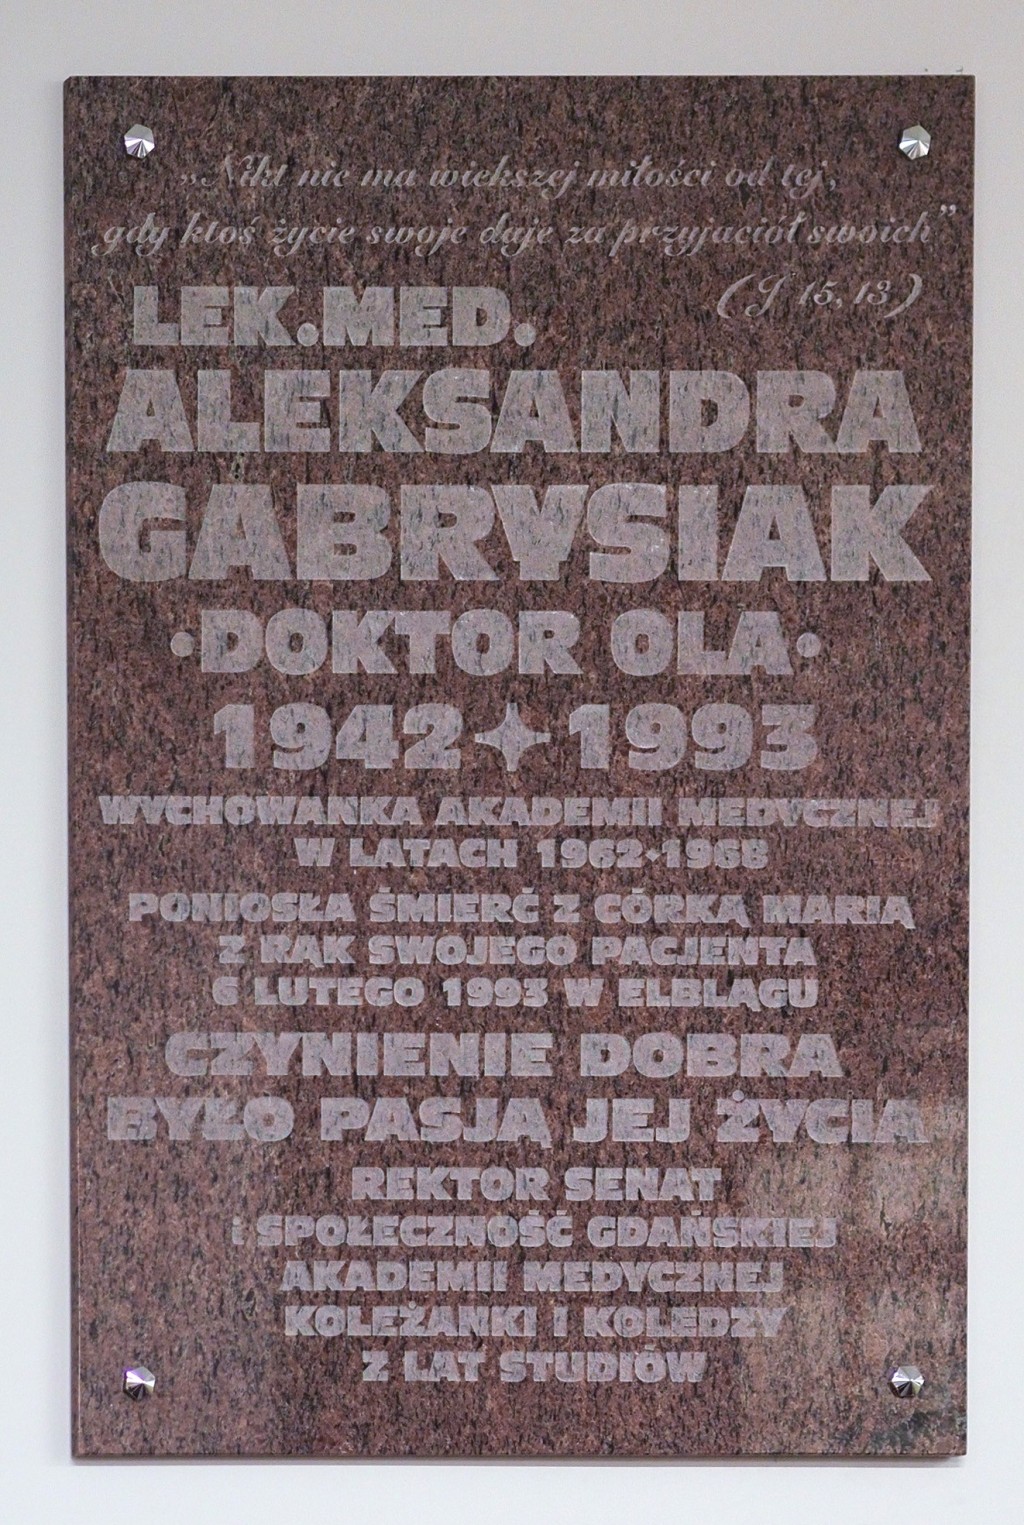 „Nikt nie ma większej miłości od tej,
gdy ktoś życie swoje daje za przyjaciół swoich”
(J 15, 13)
LEK.MED.
ALEKSANDRA
GABRYSIAK
•DOKTOR OLA•
1942✦1993
WYCHOWANKA AKADEMII MEDYCZNEJ
W LATACH 1962-1968
PONIOSŁA ŚMIERĆ Z CÓRKĄ MARIĄ
Z RĄK SWOJEGO PACJENTA
6 LUTEGO 1993 W ELBLĄGU
CZYNIENIE DOBRA
BYŁO PASJĄ JEJ ŻYCIA
REKTOR SENAT
i SPOŁECZNOŚĆ GDAŃSKIEJ
AKADEMII MEDYCZNEJ
KOLEŻANKI I KOLEDZY
Z LAT STUDIÓW